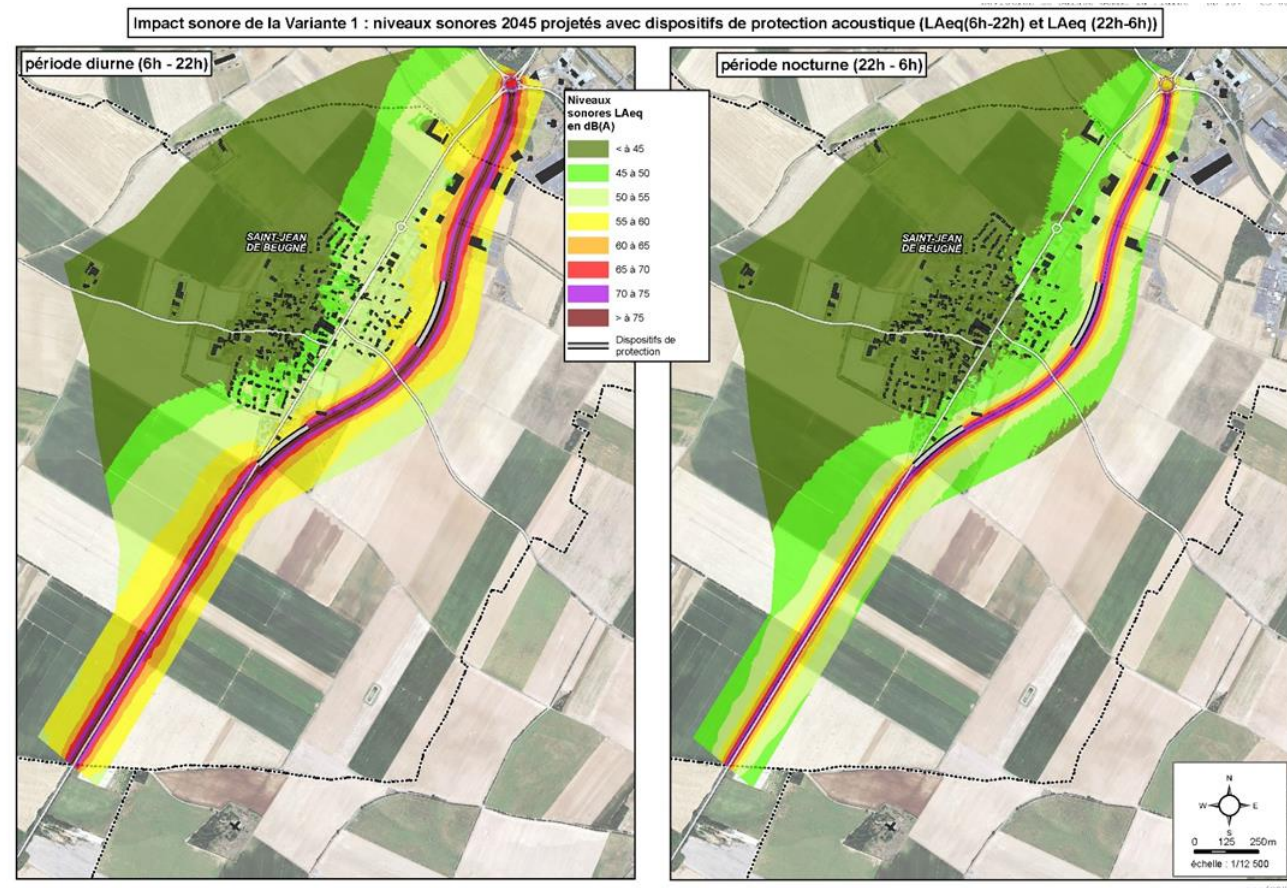 Impact sonore de la Variante 1 : niveaux sonores 2045 projetés avec dispositifs de protection acoustique (LAeq(6h-22h) et LAeq (22h-6h))
période diurne (6h - 22h)
période nocturne (22h - 6h)
Niveaux
sonores LAeq
en dB(A)
< à 45
45 à 50
50 à 55
55 à 60
60 à 65
65 à 70
70 à 75
> à 75
Dispositifs de
protection
SAINT-JEAN
DE BEUGNÉ
SAINT-JEAN
DE BEUGNÉ
N
W
E
S
0 125 250m
échelle : 1/12 500